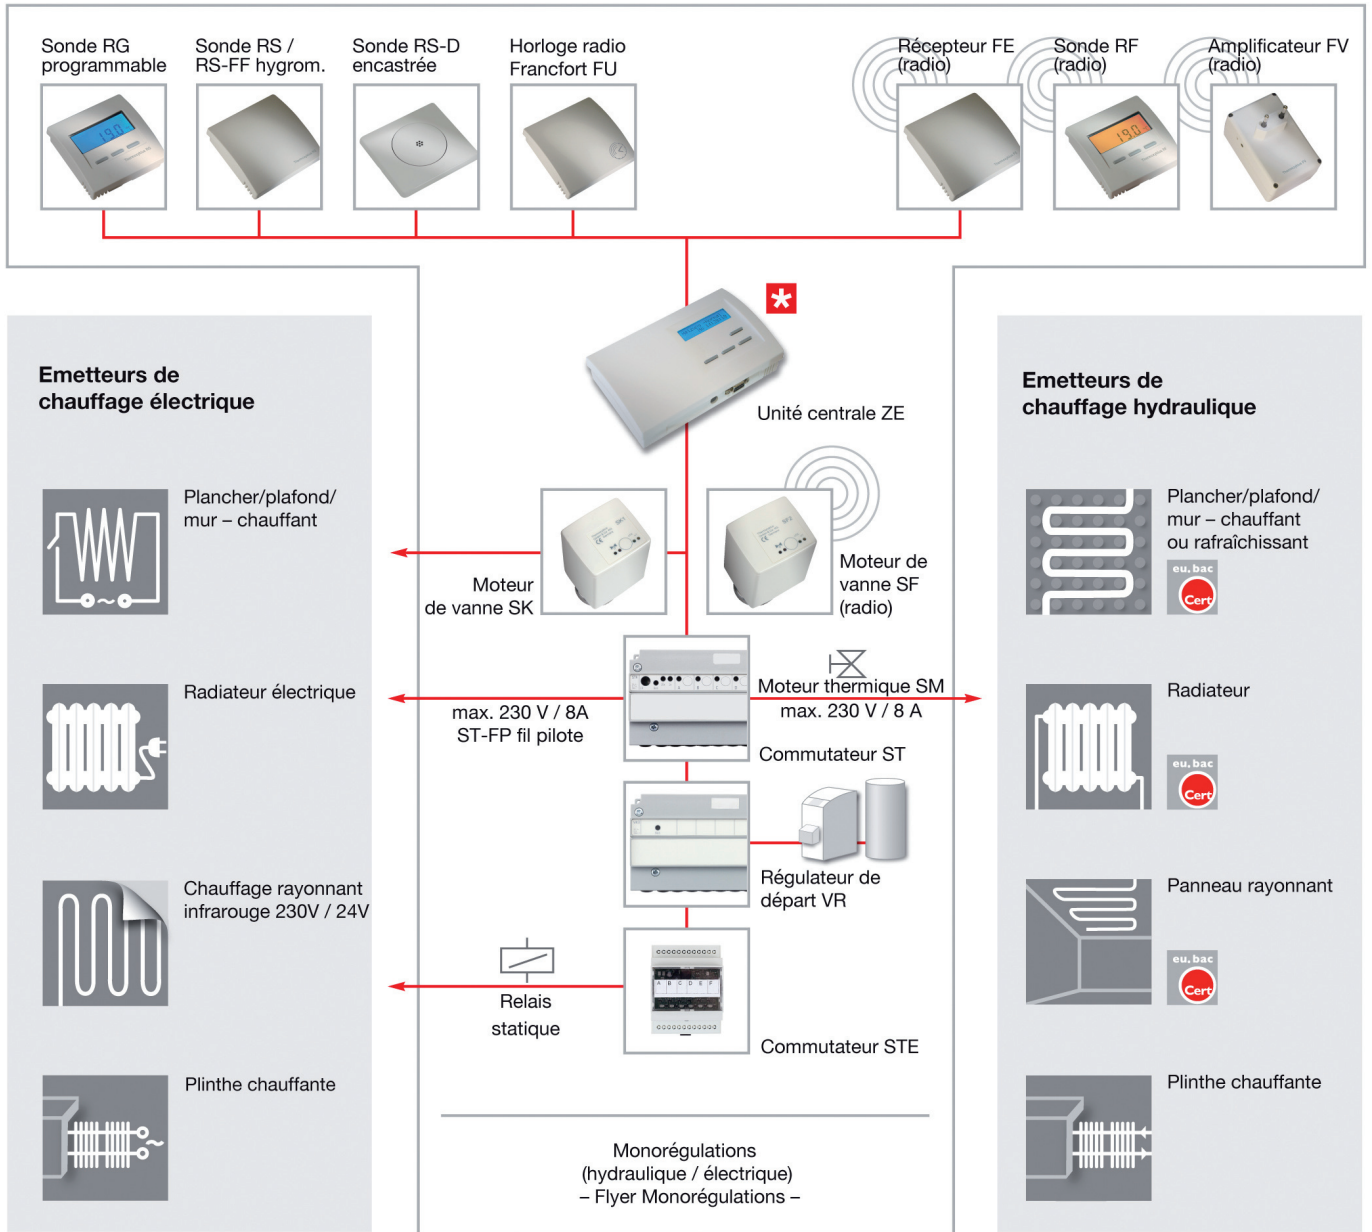 Sonde RG
programmable
Sonde RS /
RS-FF hygrom.
Sonde RS-D
encastrée
Horloge radio
Francfort FU
Récepteur FE
(radio)
Sonde RF
(radio)
Amplificateur FV
(radio)
19.0
19.0
*
Unité centrale ZE
Emetteurs de
chauffage électrique
Plancher/plafond/
mur – chauffant
Radiateur électrique
Chauffage rayonnant
infrarouge 230V / 24V
Plinthe chauffante
Moteur
de vanne SK
Moteur de
vanne SF
(radio)
Moteur thermique SM
max. 230 V / 8 A
max. 230 V / 8A
ST-FP fil pilote
Commutateur ST
Régulateur de
départ VR
Relais
statique
A B C D E F
Commutateur STE
Monorégulations
(hydraulique / électrique)
– Flyer Monorégulations –
Emetteurs de
chauffage hydraulique
Plancher/plafond/
mur – chauffant
ou rafraîchissant
eu.bac
Cert
Radiateur
eu.bac
Cert
Panneau rayonnant
eu.bac
Cert
Plinthe chauffante